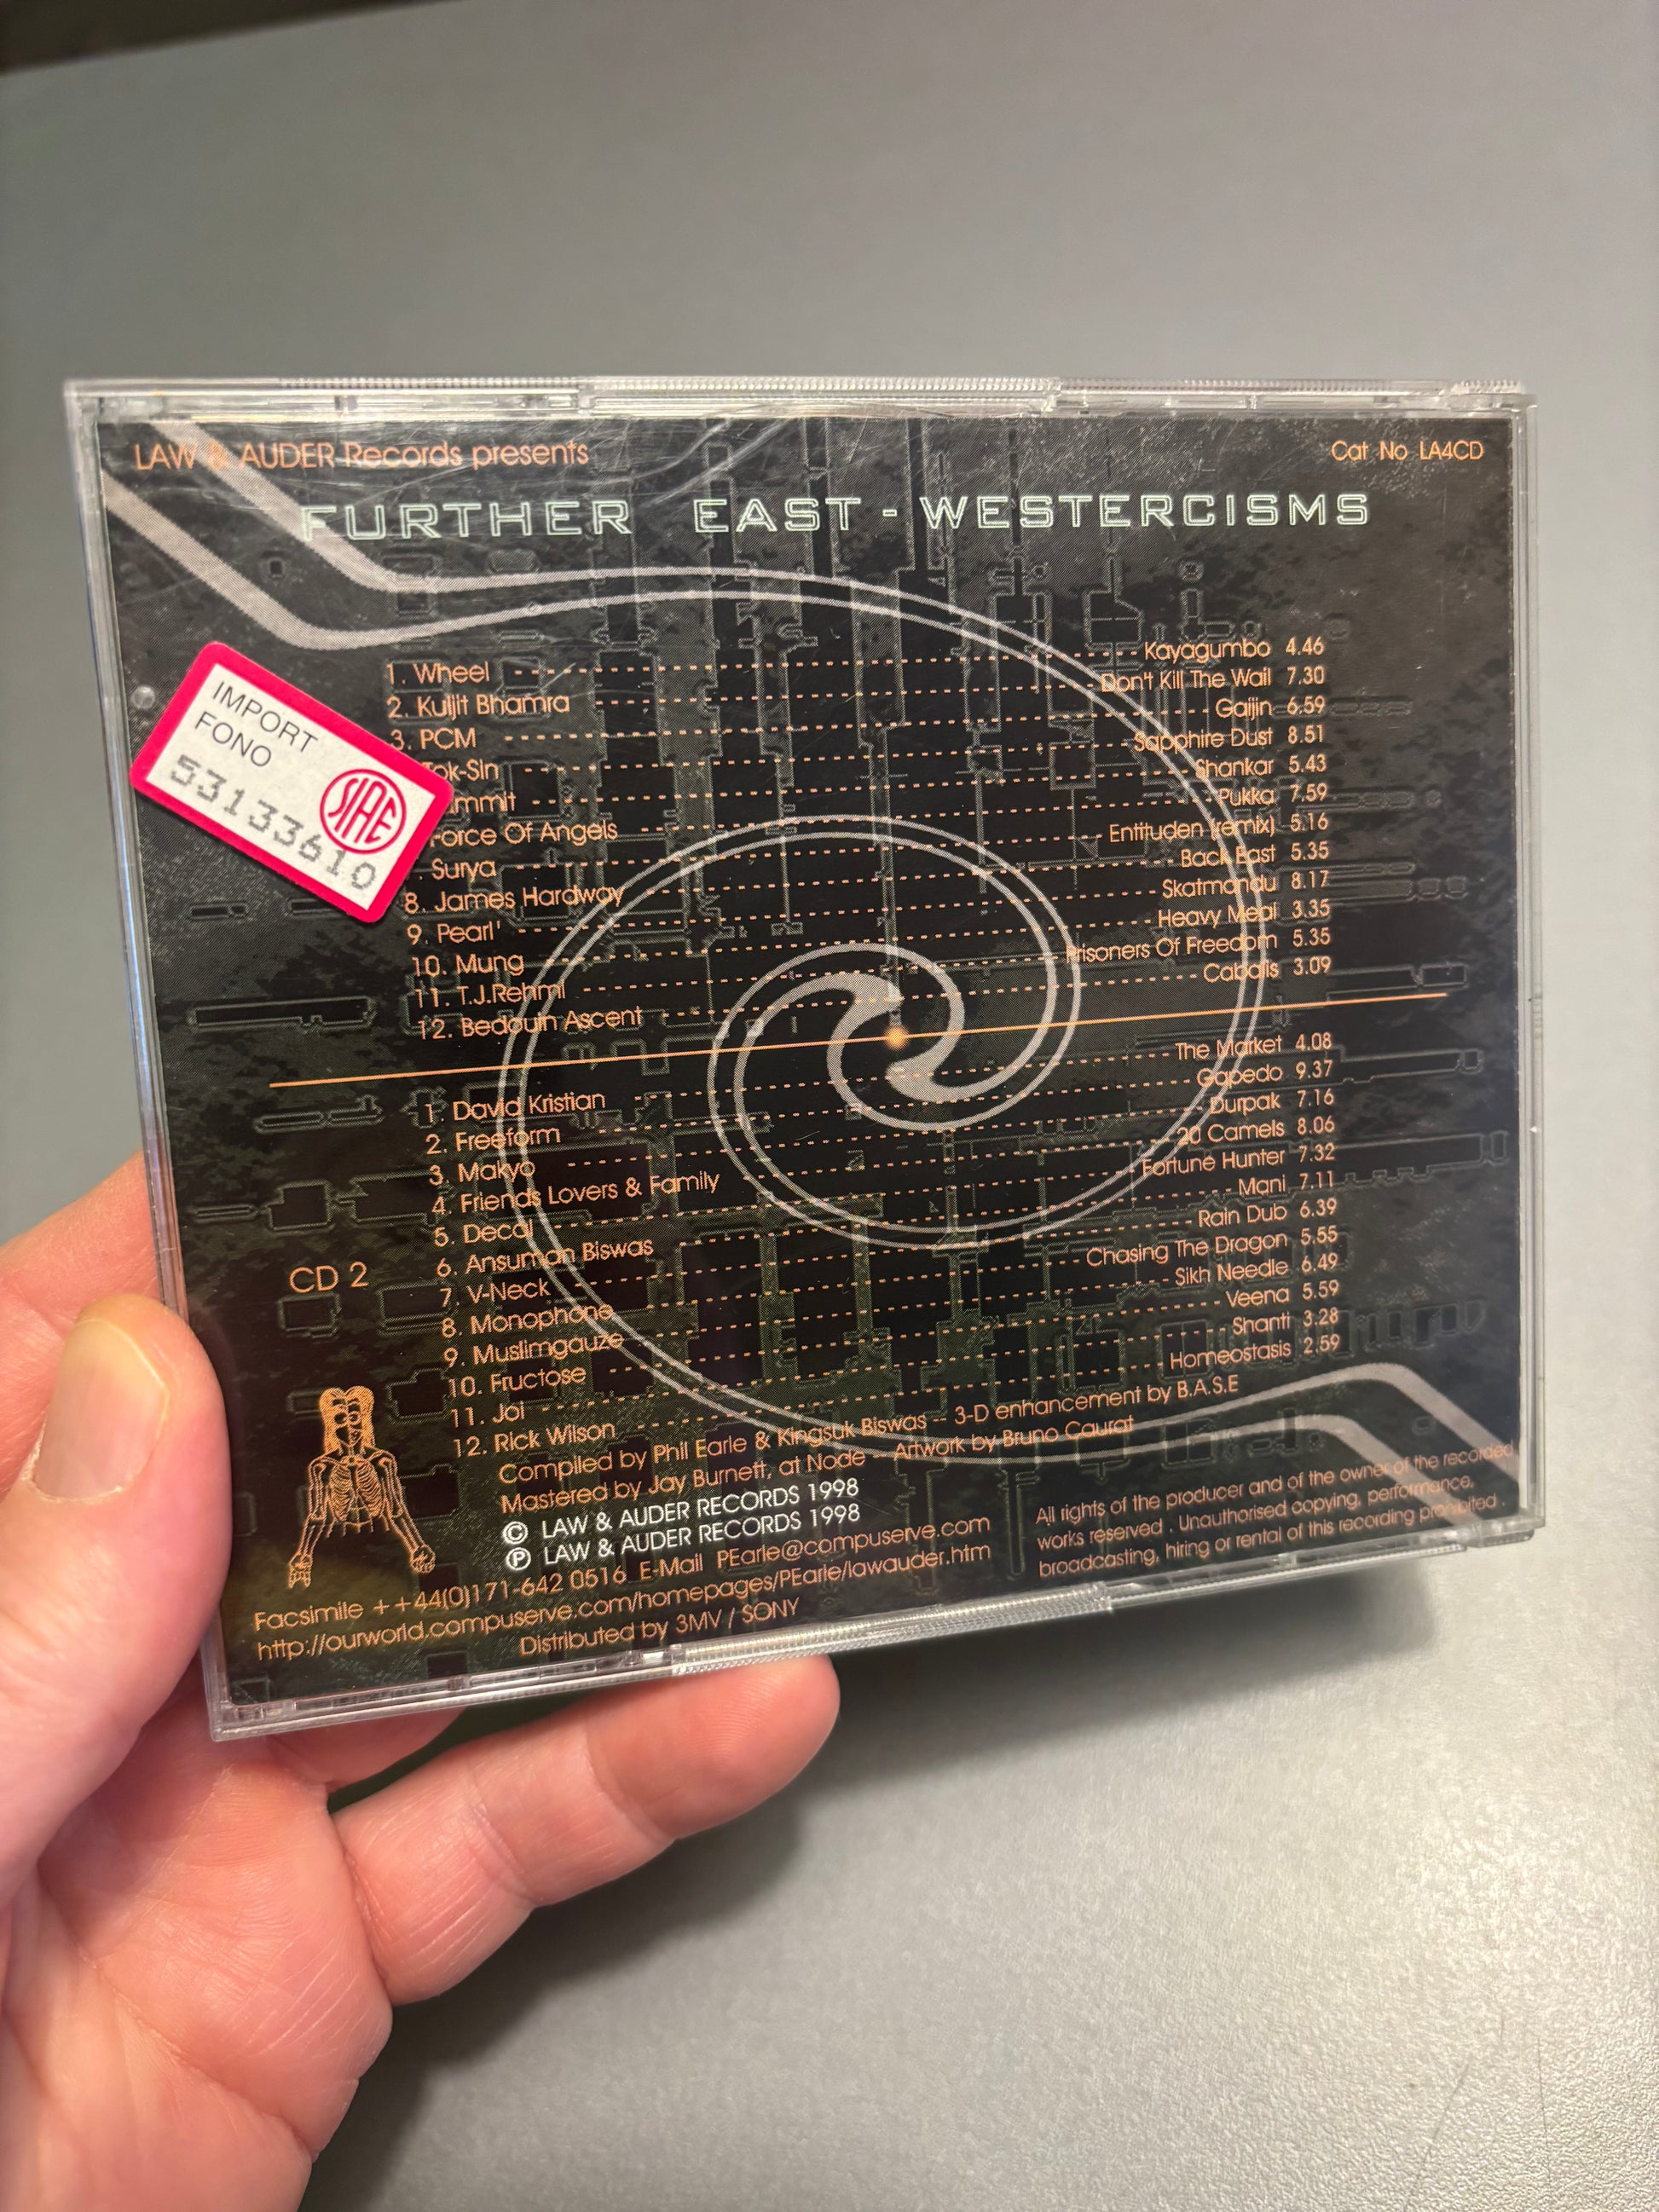 LAW & AUDER Records presents
Cat No LA4CD
FURTHER EAST-WESTERCISMS
IMPORT
FONO
SIAE
53133610
1. Wheel Kayagumbo 4.46
2. Kuljit Bhamra Don't Kill The Wail 7.30
3. PCM Gaijin 6.59
Tok-Sin Sapphire Dust 8.51
mmit Shankar 5.43
Force Of Angels Pukka 7.59
Surya Entituden (remix) 5.16
8. James Hardway Back East 5.35
9. Pearl' Skatmandu 8.17
10. Mung Heavy Megi 3.35
11. T.J.Rehmi Prisoners Of Freedom 5.35
12. Bedouin Ascent Cabalis 3.09
1. David Kristian The Market 4.08
2. Freeform Gapedo 9.37
3. Makyo Durpak 7.16
4. Friends Lovers & Family 20 Camels 8.06
5. Decal Fortune Hunter 7.32
6. Ansuman Biswas Mani 7.11
7. V-Neck Rain Dub 6.39
8. Monophone Chasing The Dragon 5.55
9. Muslimgauze Sikh Needle 6.49
10. Fructose Veena 5.59
11. Joi Shanti 3.28
12. Rick Wilson Homeostasis 2.59
CD 2
Compiled by Phil Earle & Kingsuk Biswas -- 3-D enhancement by B.A.S.E
Mastered by Jay Burnett, at Node -- Artwork by Bruno Caurat
© LAW & AUDER RECORDS 1998
℗ LAW & AUDER RECORDS 1998
Facsimile ++44(0)171-642 0516 E-Mail PEarle@compuserve.com
http://ourworld.compuserve.com/homepages/PEarle/lawauder.htm
Distributed by 3MV / SONY
All rights of the producer and of the owner of the recorded
works reserved . Unauthorised copying, performance,
broadcasting, hiring or rental of this recording prohibited .